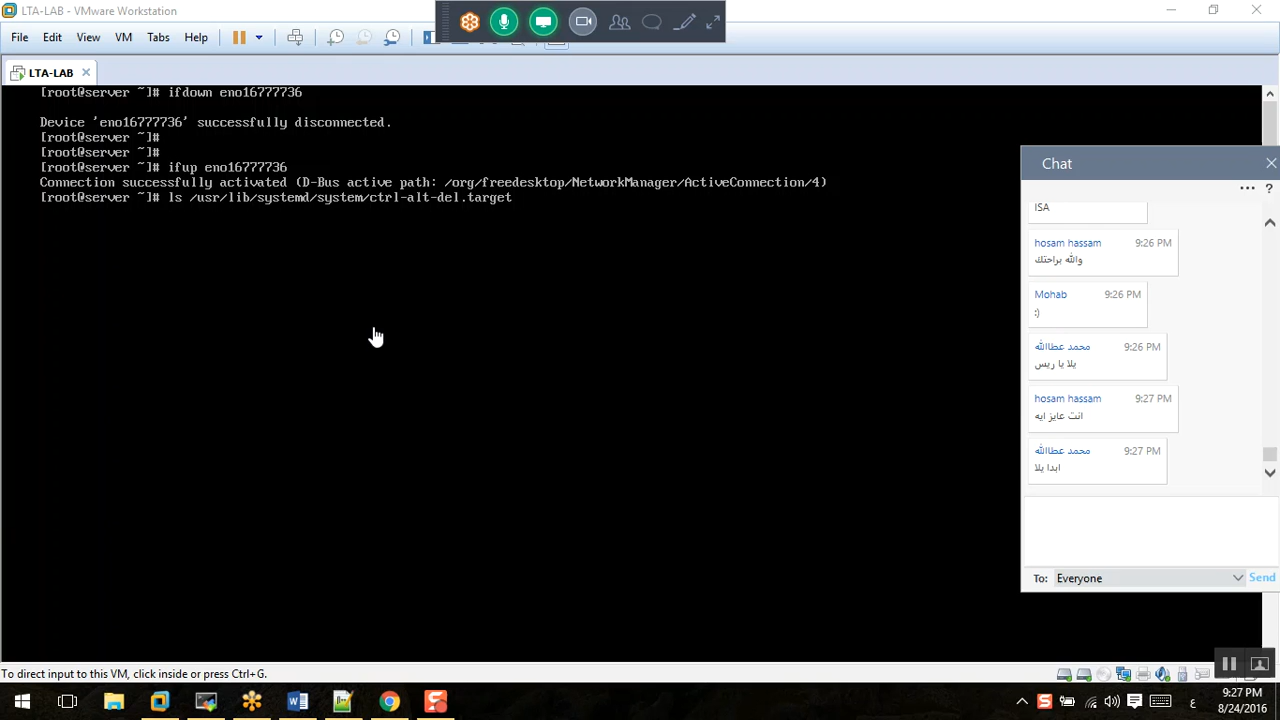 LTA-LAB - VMware Workstation
File Edit View VM Tabs Help
LTA-LAB
[root@server ~]# ifdown eno16777736
Device 'eno16777736' successfully disconnected.
[root@server ~]#
[root@server ~]#
[root@server ~]# ifup eno16777736
Connection successfully activated (D-Bus active path: /org/freedesktop/NetworkManager/ActiveConnection/4)
[root@server ~]# ls /usr/lib/systemd/system/ctrl-alt-del.target
Chat
ISA
hosam hassam 9:26 PM
والله براحتك
Mohab 9:26 PM
:)
محمد عطاالله 9:26 PM
يلا يا ريس
hosam hassam 9:27 PM
انت عايز ايه
محمد عطاالله 9:27 PM
ابدا يلا
To: Everyone Send
To direct input to this VM, click inside or press Ctrl+G.
ع
9:27 PM
8/24/2016